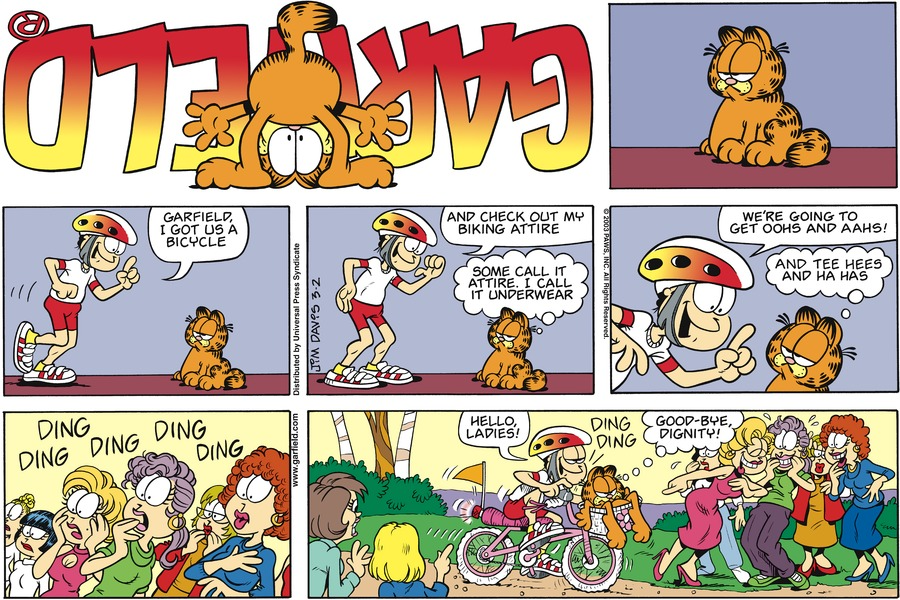 GARFIELD
®
GARFIELD,
I GOT US A
BICYCLE
Distributed by Universal Press Syndicate
AND CHECK OUT MY
BIKING ATTIRE
SOME CALL IT
ATTIRE. I CALL
IT UNDERWEAR
JIM DAVIS 3·2
© 2003 PAWS, INC. All Rights Reserved.
WE'RE GOING TO
GET OOHS AND AAHS!
AND TEE HEES
AND HA HAS
DING
DING
DING
DING
DING
www.garfield.com
HELLO,
LADIES!
DING
DING
GOOD-BYE,
DIGNITY!